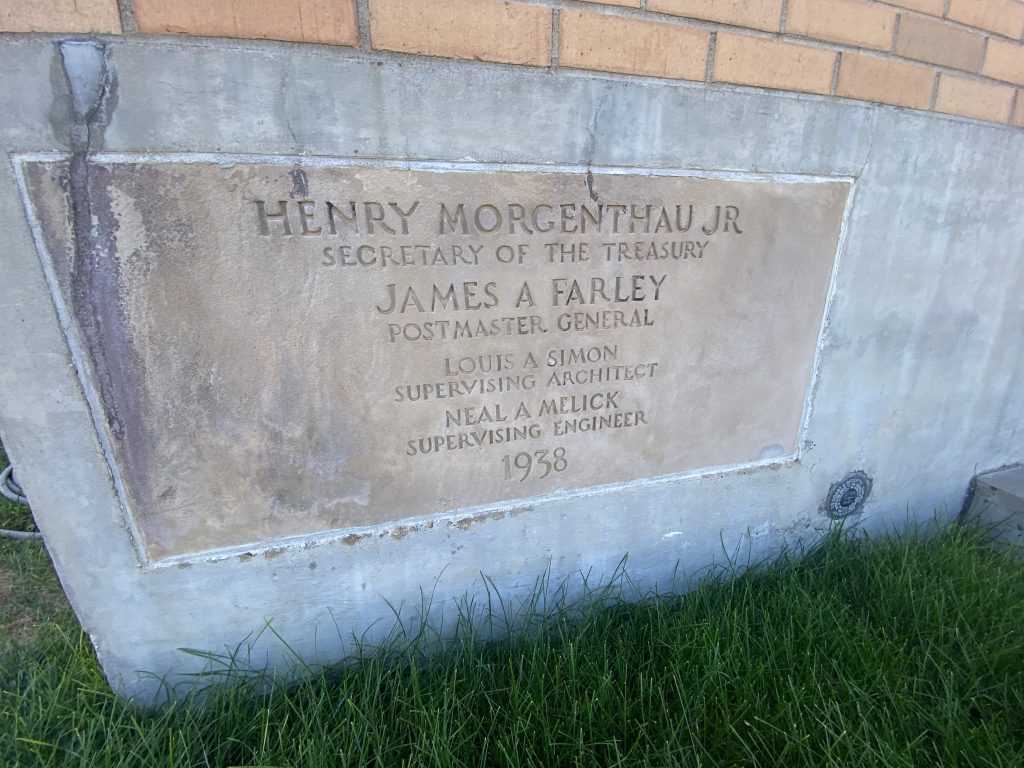 HENRY MORGENTHAU JR
SECRETARY OF THE TREASURY
JAMES A FARLEY
POSTMASTER GENERAL
LOUIS A SIMON
SUPERVISING ARCHITECT
NEAL A MELICK
SUPERVISING ENGINEER
1938